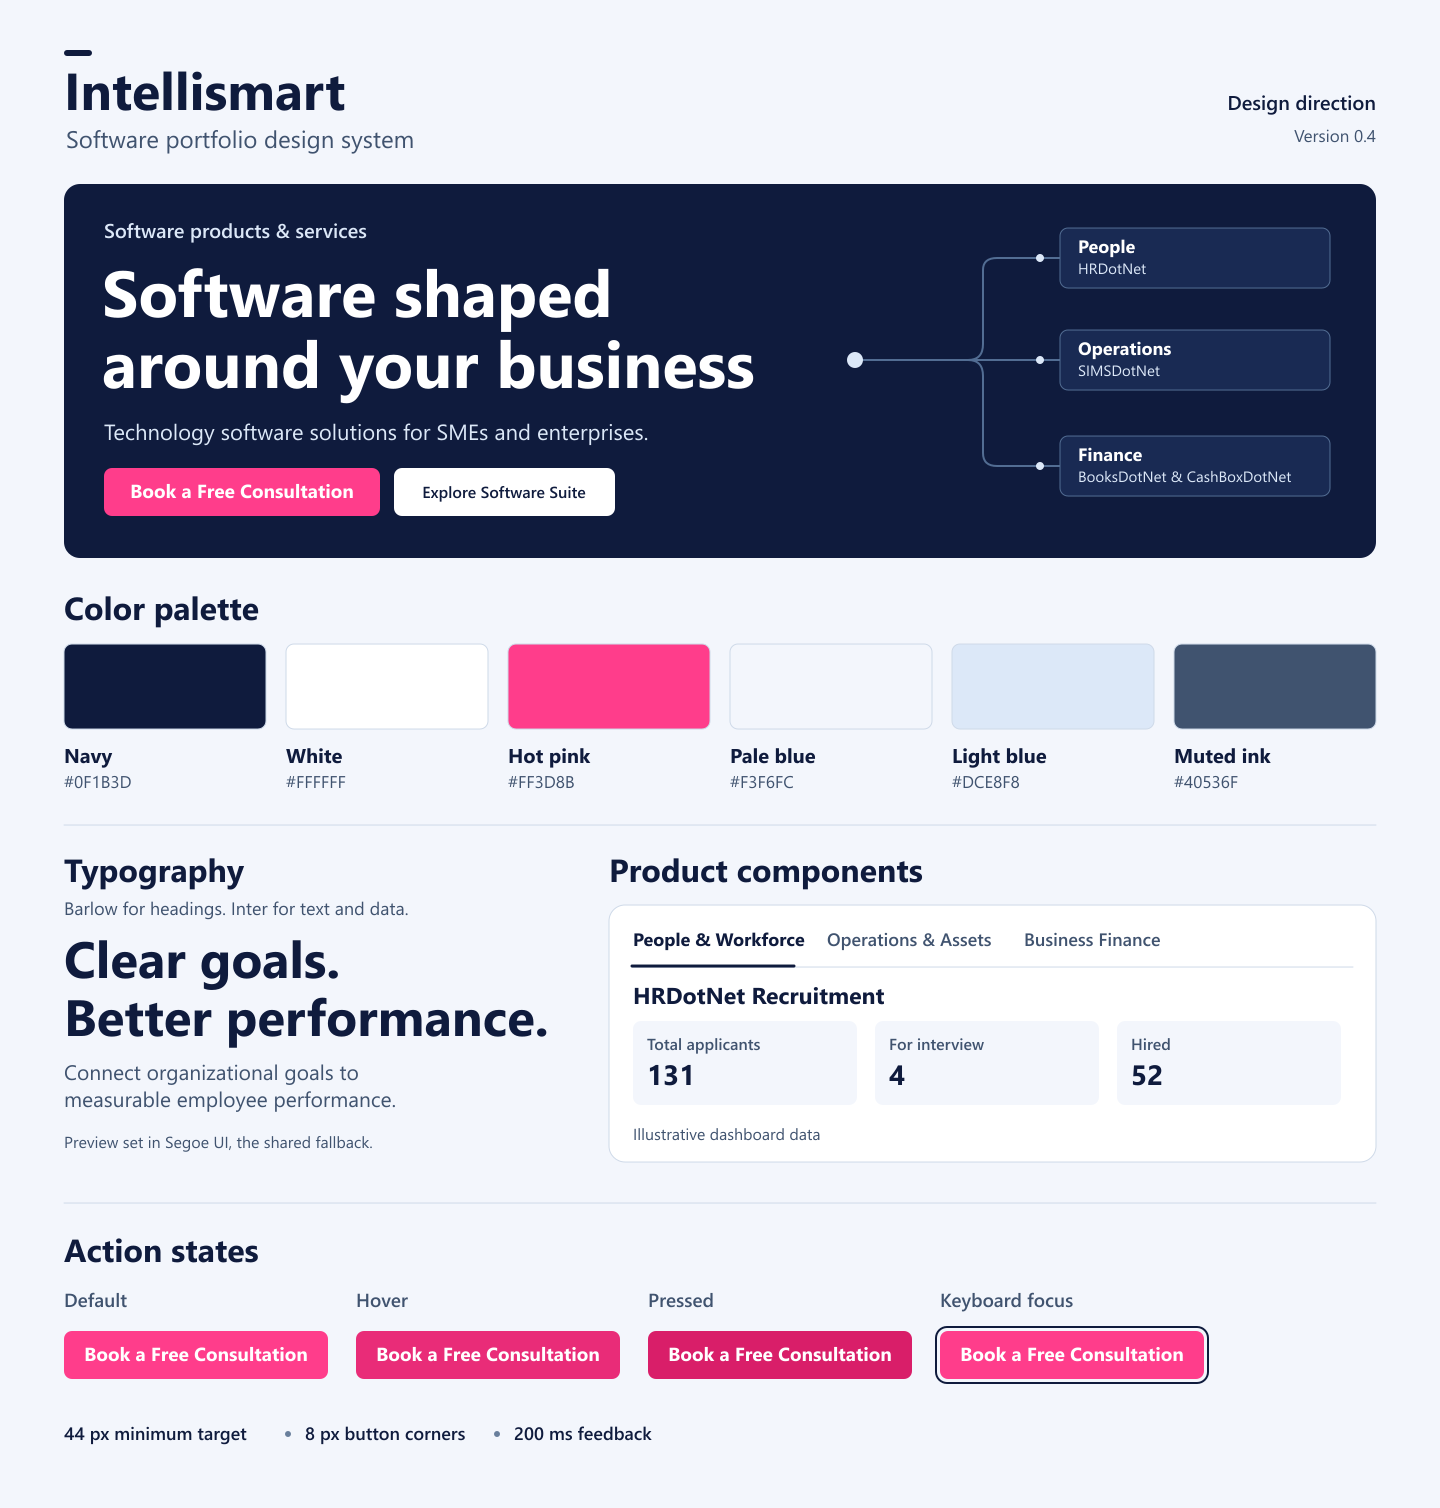 Intellismart
Software portfolio design system
Design direction
Version 0.4
Software products & services
Software shaped
around your business
Technology software solutions for SMEs and enterprises.
Book a Free Consultation
Explore Software Suite
People
HRDotNet
Operations
SIMSDotNet
Finance
BooksDotNet & CashBoxDotNet
Color palette
Navy
#0F1B3D
White
#FFFFFF
Hot pink
#FF3D8B
Pale blue
#F3F6FC
Light blue
#DCE8F8
Muted ink
#40536F
Typography
Barlow for headings. Inter for text and data.
Clear goals.
Better performance.
Connect organizational goals to
measurable employee performance.
Preview set in Segoe UI, the shared fallback.
Product components
People & Workforce
Operations & Assets
Business Finance
HRDotNet Recruitment
Total applicants
131
For interview
4
Hired
52
Illustrative dashboard data
Action states
Default
Book a Free Consultation
Hover
Book a Free Consultation
Pressed
Book a Free Consultation
Keyboard focus
Book a Free Consultation
44 px minimum target • 8 px button corners • 200 ms feedback